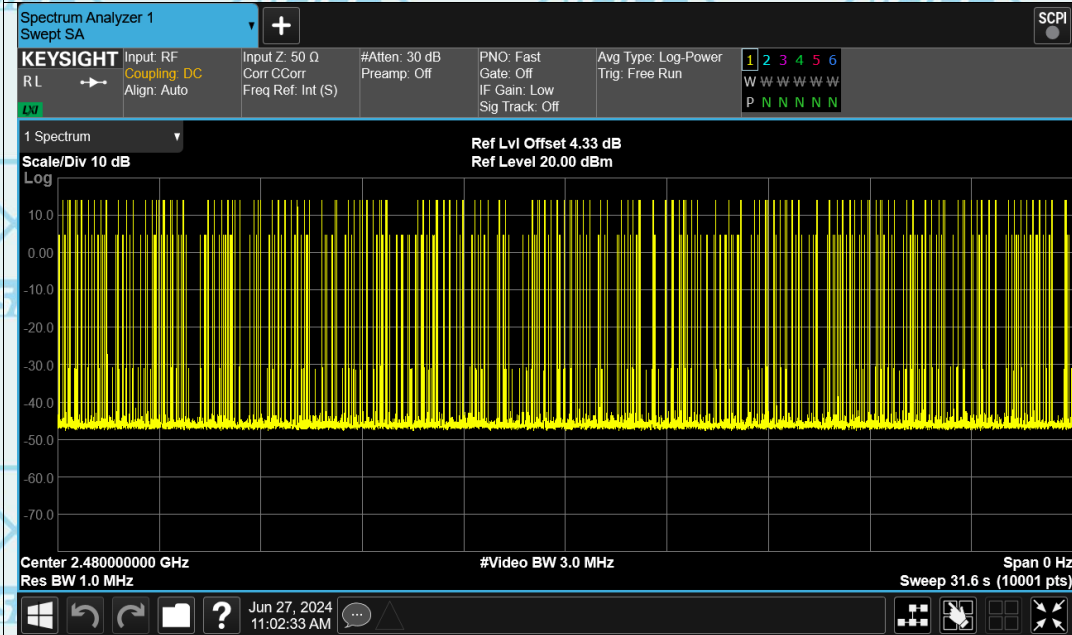 Spectrum Analyzer 1
Swept SA
+
SCPI
KEYSIGHT
RL
LXI
Input: RF
Coupling: DC
Align: Auto
Input Z: 50 Ω
Corr CCorr
Freq Ref: Int (S)
#Atten: 30 dB
Preamp: Off
PNO: Fast
Gate: Off
IF Gain: Low
Sig Track: Off
Avg Type: Log-Power
Trig: Free Run
1 2 3 4 5 6
W W W W W W
P N N N N N
1 Spectrum
Scale/Div 10 dB
Log
Ref Lvl Offset 4.33 dB
Ref Level 20.00 dBm
10.0
0.00
-10.0
-20.0
-30.0
-40.0
-50.0
-60.0
-70.0
Center 2.480000000 GHz
#Video BW 3.0 MHz
Span 0 Hz
Res BW 1.0 MHz
Sweep 31.6 s (10001 pts)
?
Jun 27, 2024
11:02:33 AM